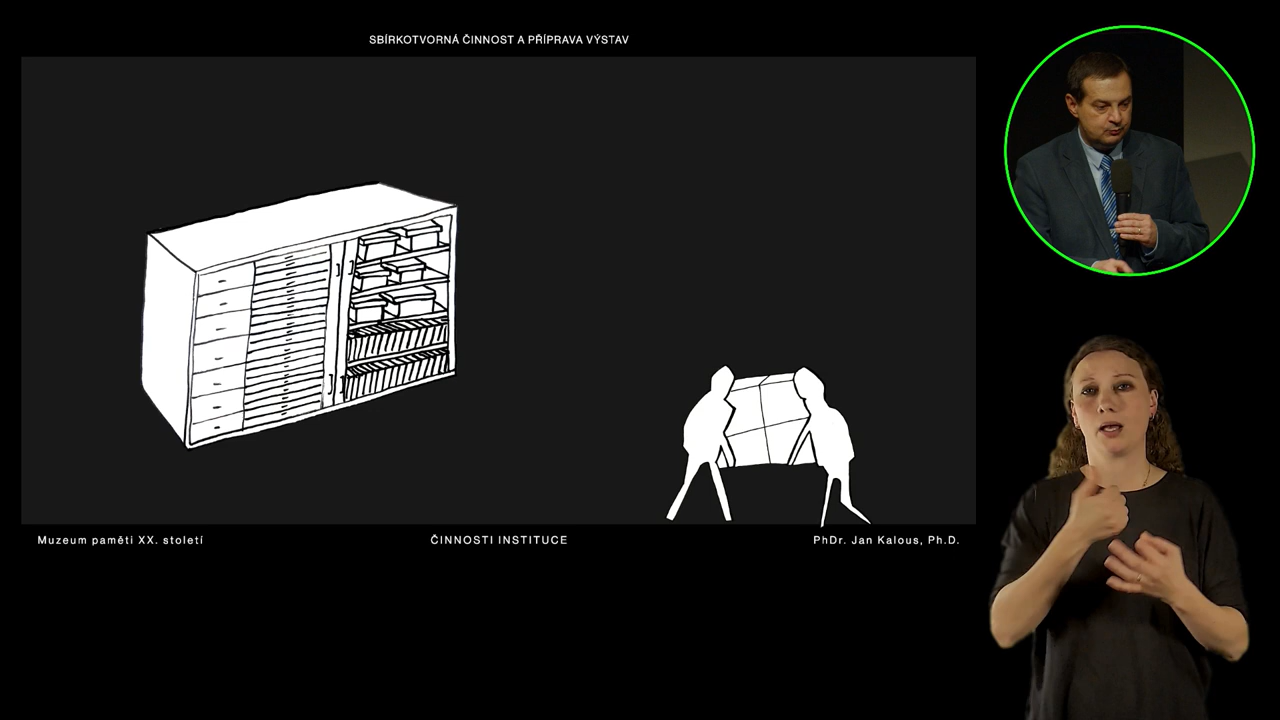 SBÍRKOTVORNÁ ČINNOST A PŘÍPRAVA VÝSTAV
Muzeum paměti XX. století
ČINNOSTI INSTITUCE
PhDr. Jan Kalous, Ph.D.